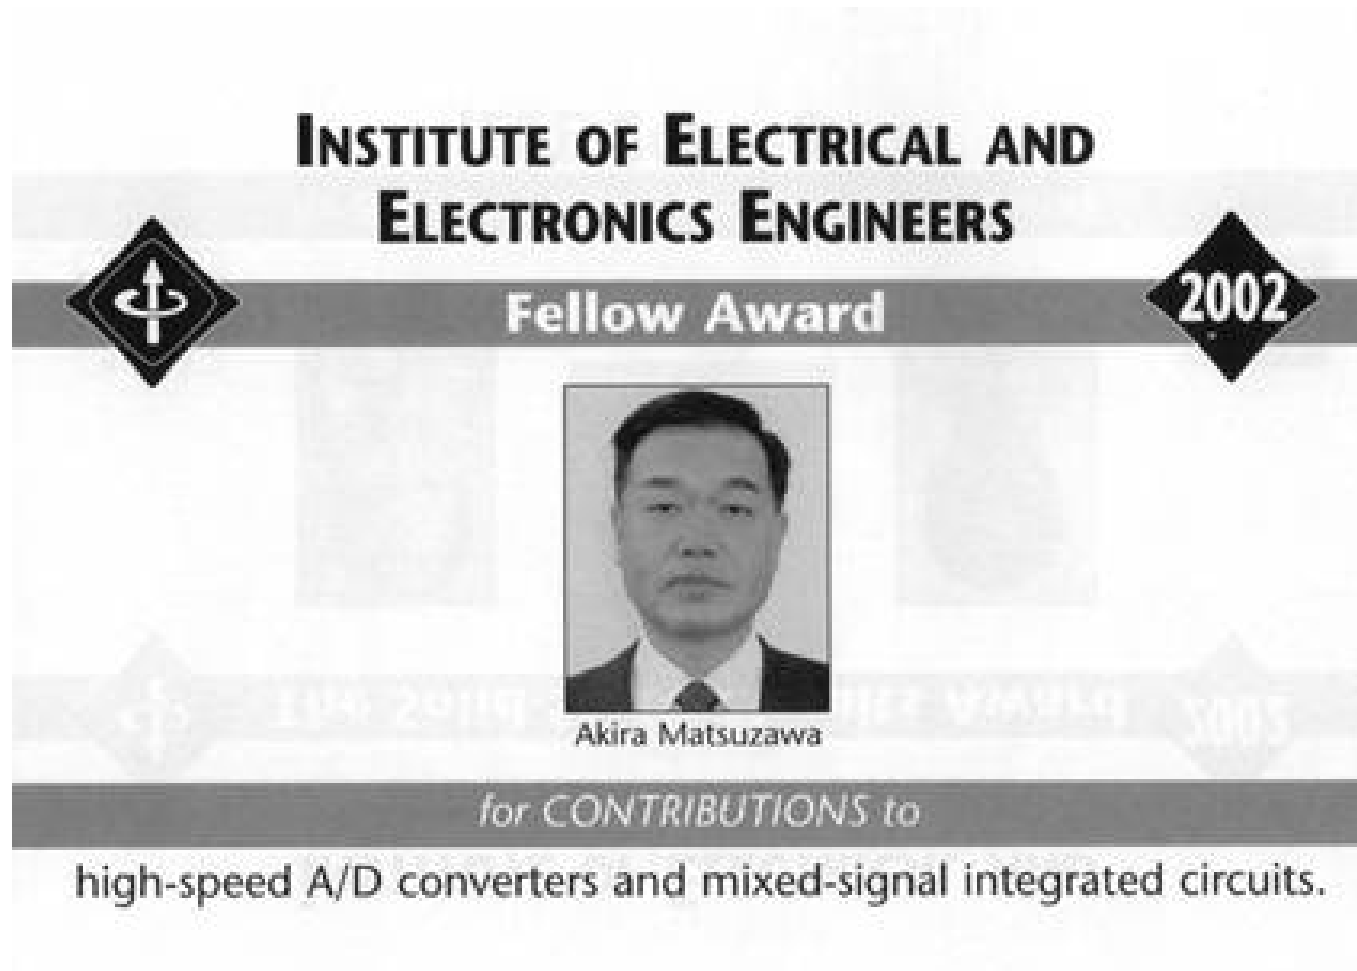 INSTITUTE OF ELECTRICAL AND
ELECTRONICS ENGINEERS
Fellow Award
2002
Akira Matsuzawa
for CONTRIBUTIONS to
high-speed A/D converters and mixed-signal integrated circuits.